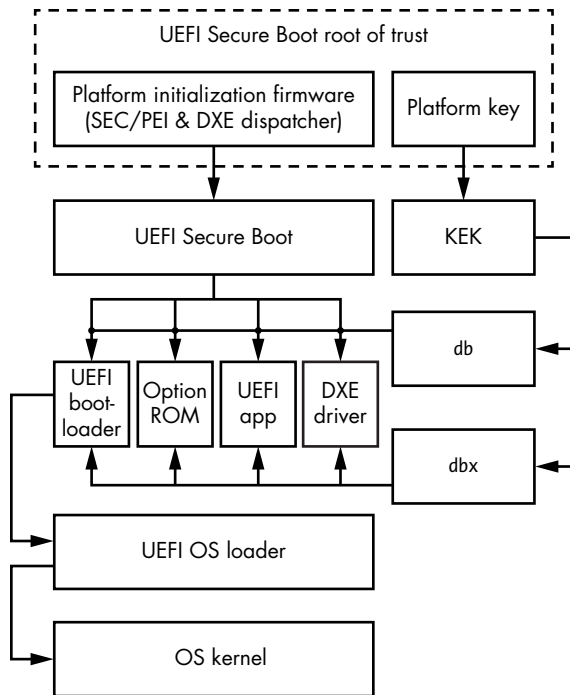 UEFI Secure Boot root of trust
Platform initialization firmware
(SEC/PEI & DXE dispatcher)
Platform key
UEFI Secure Boot
KEK
db
UEFI
boot-
loader
Option
ROM
UEFI
app
DXE
driver
dbx
UEFI OS loader
OS kernel